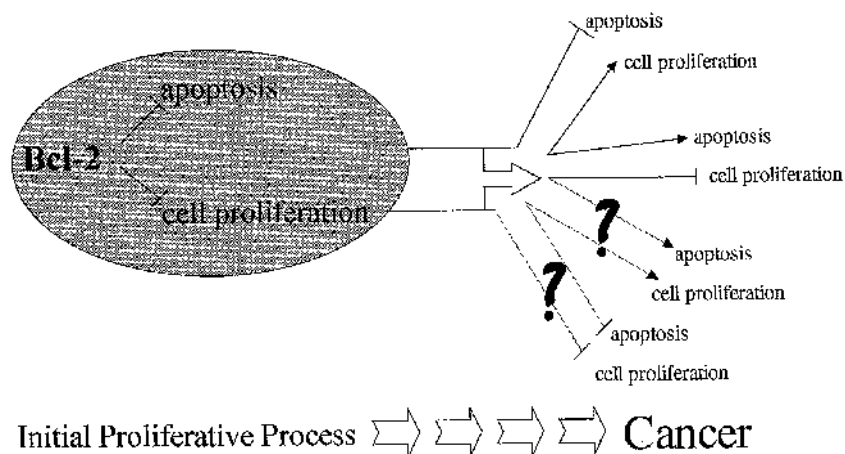 apoptosis
cell proliferation
apoptosis
Bcl-2
cell proliferation
apoptosis
cell proliferation
?
apoptosis
cell proliferation
?
apoptosis
cell proliferation
Initial Proliferative Process Cancer